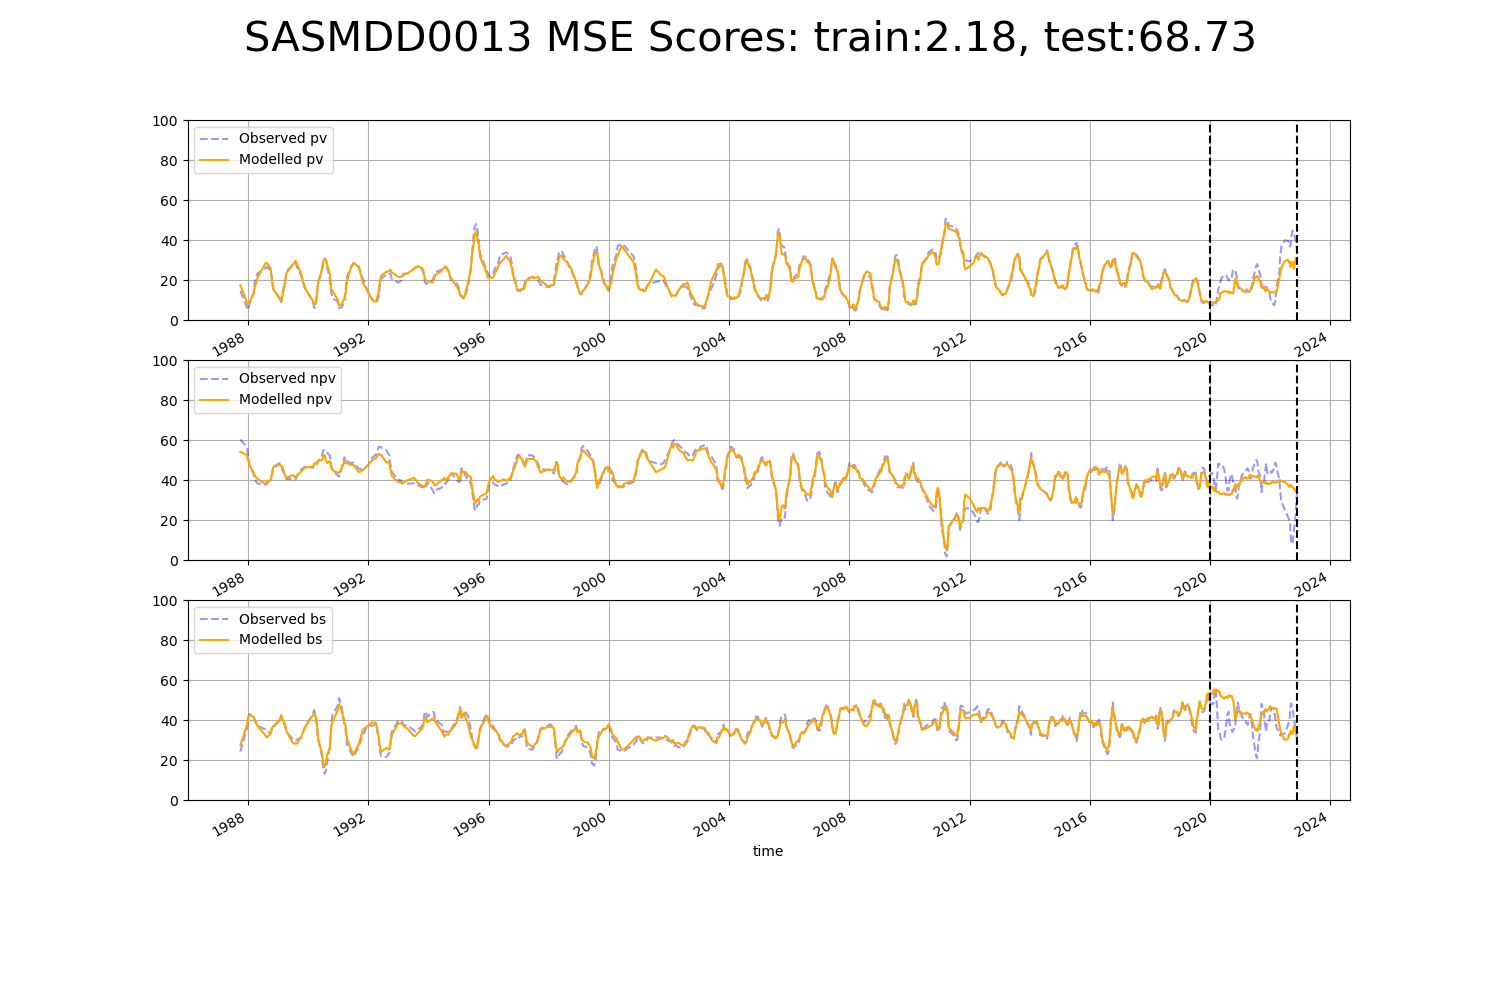 SASMDD0013 MSE Scores: train:2.18, test:68.73
100
80
60
40
20
0
Observed pv
Modelled pv
1988 1992 1996 2000 2004 2008 2012 2016 2020 2024
100
80
60
40
20
0
Observed npv
Modelled npv
1988 1992 1996 2000 2004 2008 2012 2016 2020 2024
100
80
60
40
20
0
Observed bs
Modelled bs
1988 1992 1996 2000 2004 2008 2012 2016 2020 2024
time